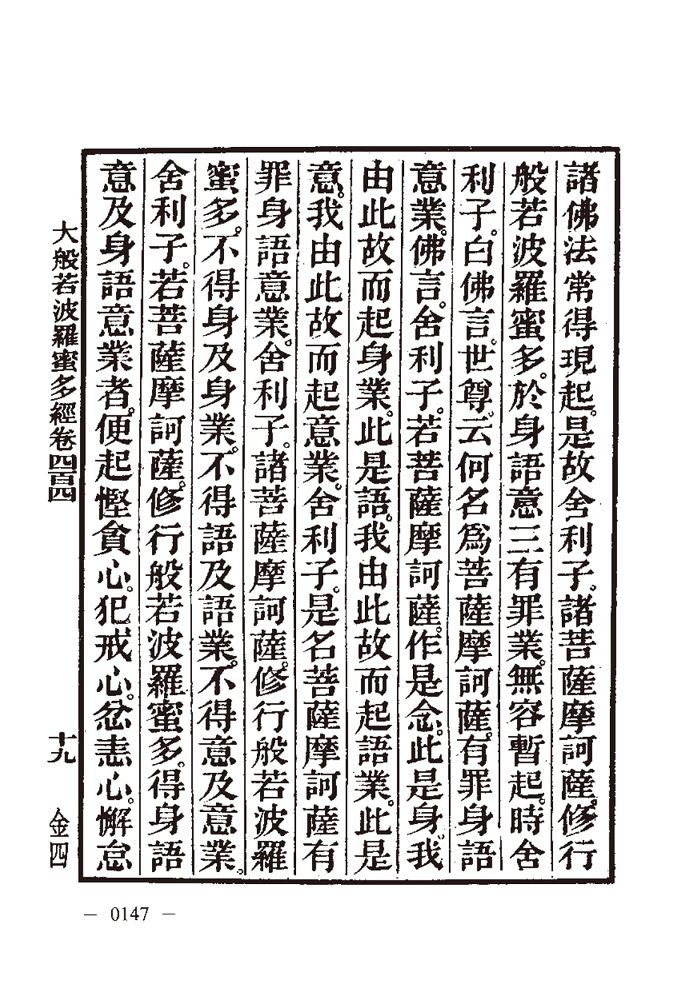 諸佛法常得現起。是故舍利子。諸菩薩摩訶薩。修行
般若波羅蜜多。於身語意三有罪業。無容暫起。時舍
利子。白佛言。世尊。云何名爲菩薩摩訶薩。有罪身語
意業。佛言。舍利子。若菩薩摩訶薩。作是念。此是身。我
由此故而起身業。此是語。我由此故而起語業。此是
意。我由此故而起意業。舍利子。是名菩薩摩訶薩有
罪身語意業。舍利子。諸菩薩摩訶薩。修行般若波羅
蜜多。不得身及身業。不得語及語業。不得意及意業。
舍利子。若菩薩摩訶薩。修行般若波羅蜜多。得身語
意及身語意業者。便起慳貪心。犯戒心。忿恚心。懈怠
大般若波羅蜜多經卷四百四 十九 金四
— 0147 —